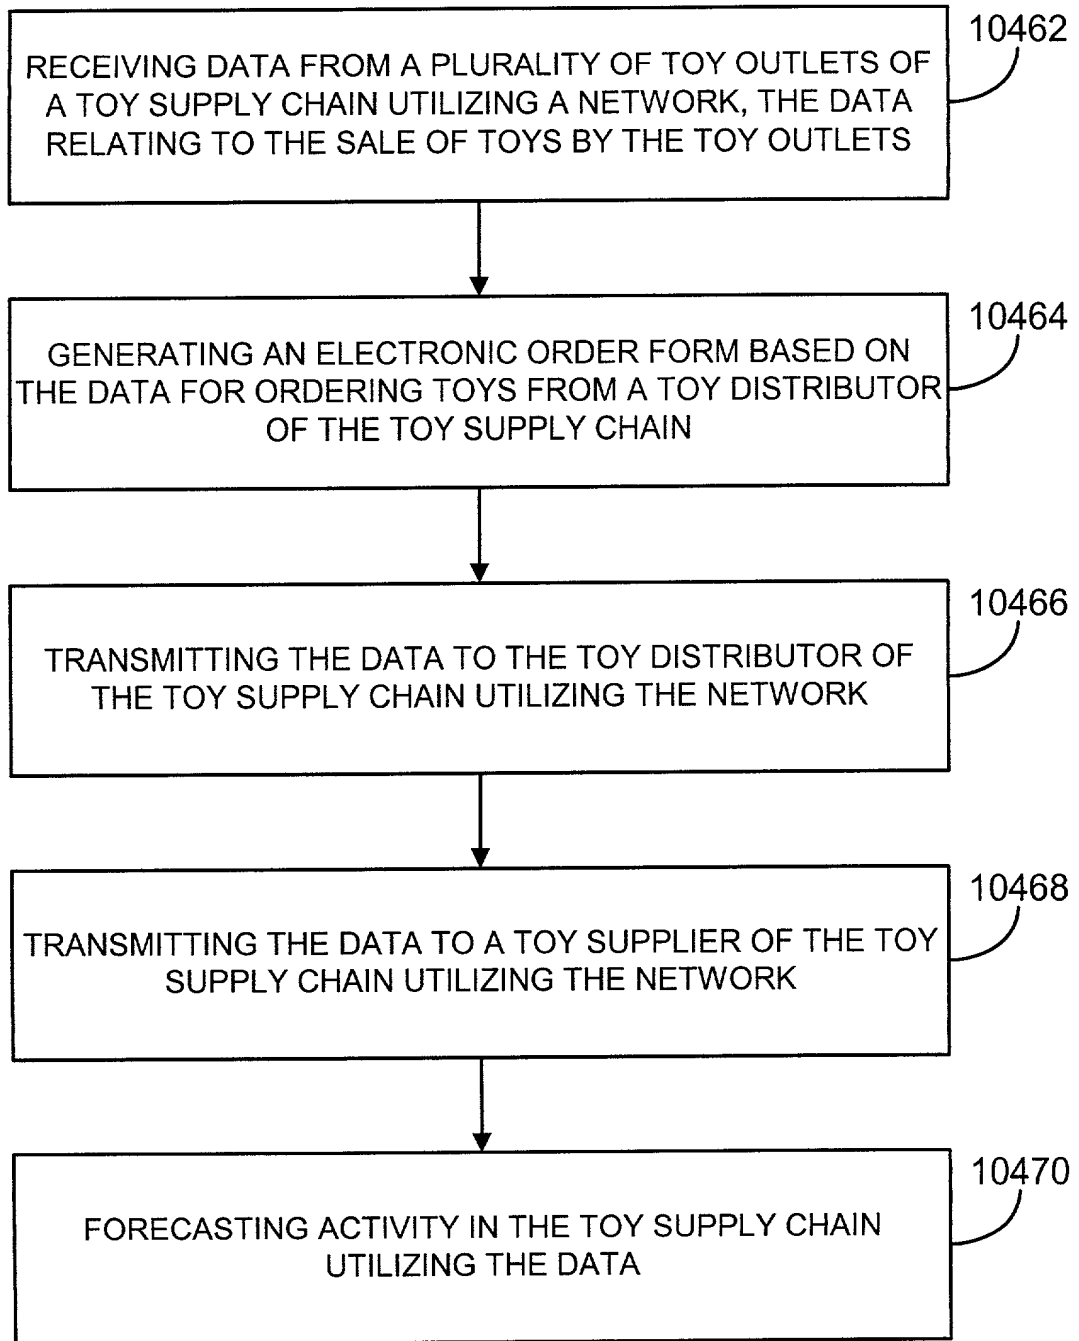 10462
RECEIVING DATA FROM A PLURALITY OF TOY OUTLETS OF
A TOY SUPPLY CHAIN UTILIZING A NETWORK, THE DATA
RELATING TO THE SALE OF TOYS BY THE TOY OUTLETS
10464
GENERATING AN ELECTRONIC ORDER FORM BASED ON
THE DATA FOR ORDERING TOYS FROM A TOY DISTRIBUTOR
OF THE TOY SUPPLY CHAIN
10466
TRANSMITTING THE DATA TO THE TOY DISTRIBUTOR OF
THE TOY SUPPLY CHAIN UTILIZING THE NETWORK
10468
TRANSMITTING THE DATA TO A TOY SUPPLIER OF THE TOY
SUPPLY CHAIN UTILIZING THE NETWORK
10470
FORECASTING ACTIVITY IN THE TOY SUPPLY CHAIN
UTILIZING THE DATA